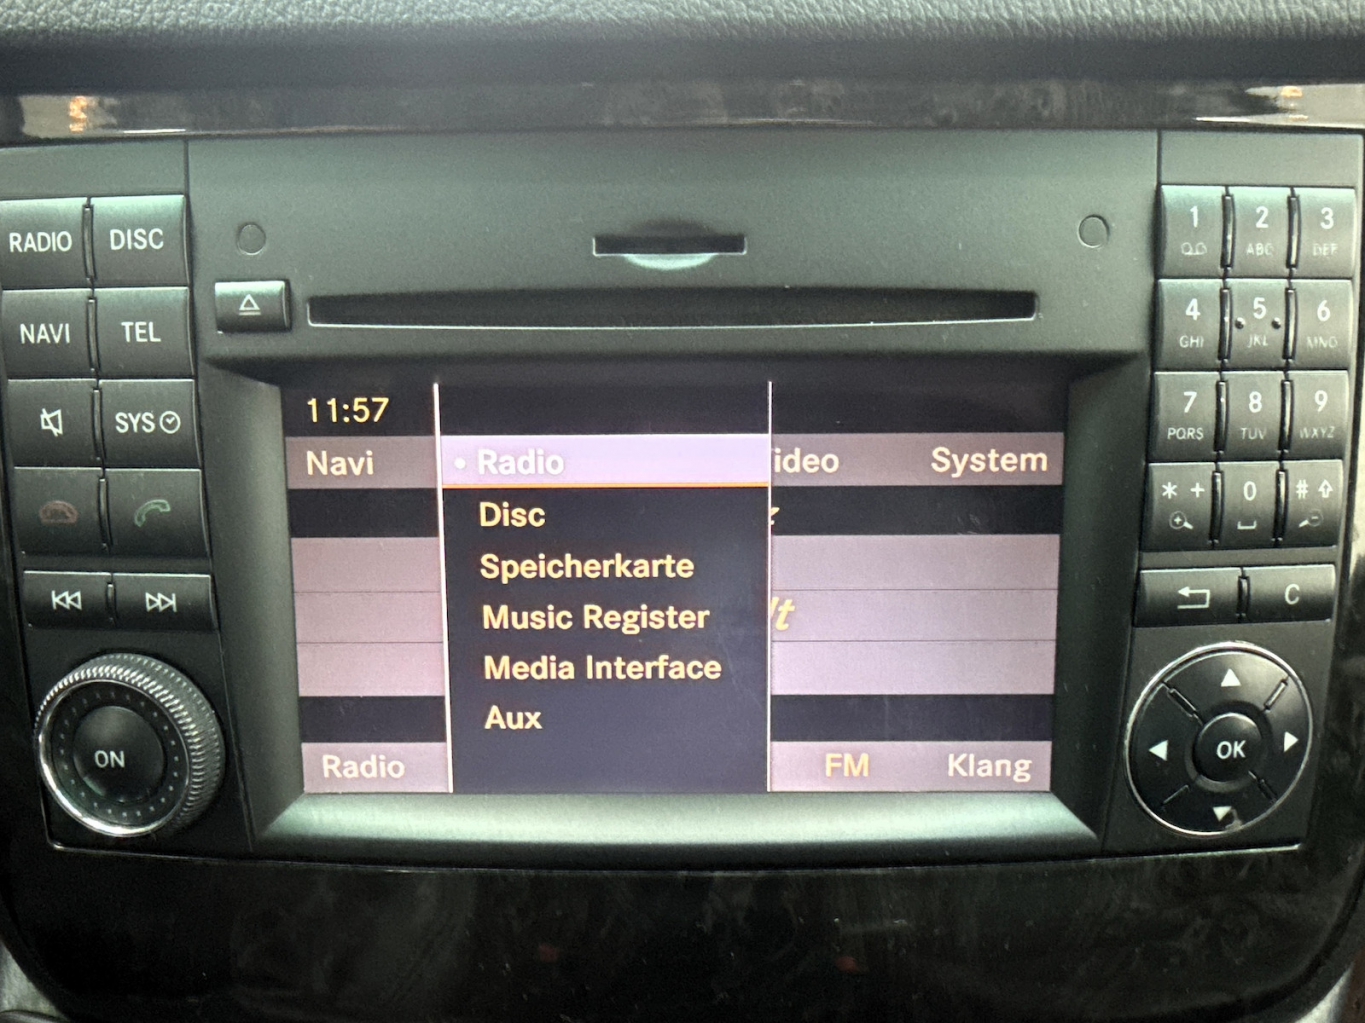 RADIO
DISC
NAVI
TEL
SYS
ON
11:57
Navi
• Radio
ideo
System
Disc
Speicherkarte
Music Register
Media Interface
Aux
lt
Radio
FM
Klang
1
2 ABC
3 DEF
4 GHI
5 JKL
6 MNO
7 PQRS
8 TUV
9 WXYZ
* +
0
# ⇧
C
OK